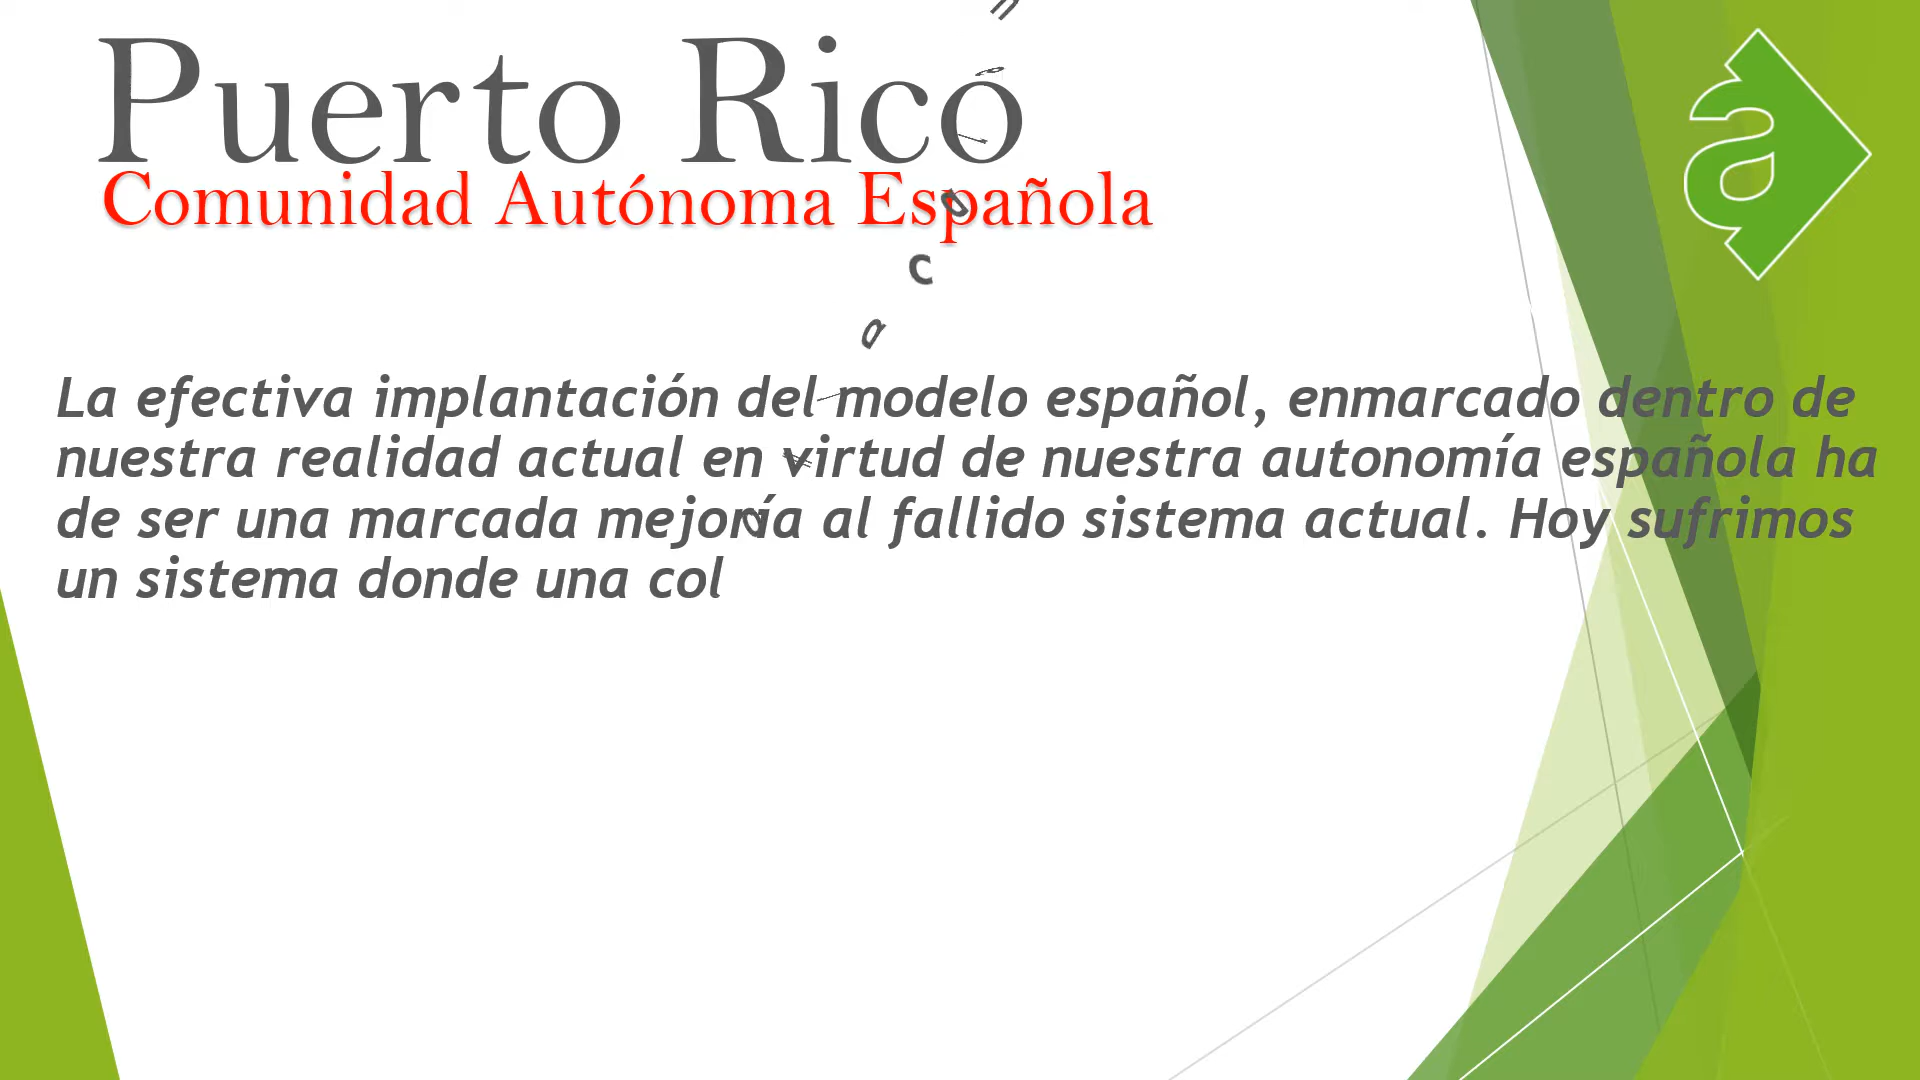 Puerto Rico
Comunidad Autónoma Española
a
La efectiva implantación del modelo español, enmarcado dentro de
nuestra realidad actual en virtud de nuestra autonomía española ha
de ser una marcada mejoría al fallido sistema actual. Hoy sufrimos
un sistema donde una col